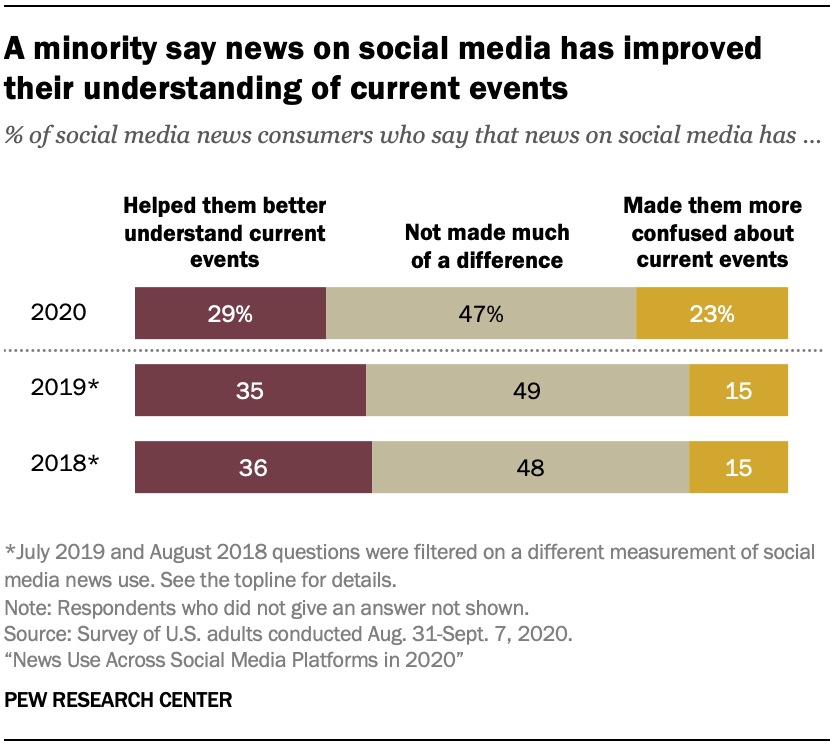 A minority say news on social media has improved
their understanding of current events
% of social media news consumers who say that news on social media has ...
Helped them better
understand current
events
Not made much
of a difference
Made them more
confused about
current events
2020 29% 47% 23%
2019* 35 49 15
2018* 36 48 15
*July 2019 and August 2018 questions were filtered on a different measurement of social
media news use. See the topline for details.
Note: Respondents who did not give an answer not shown.
Source: Survey of U.S. adults conducted Aug. 31-Sept. 7, 2020.
“News Use Across Social Media Platforms in 2020”
PEW RESEARCH CENTER